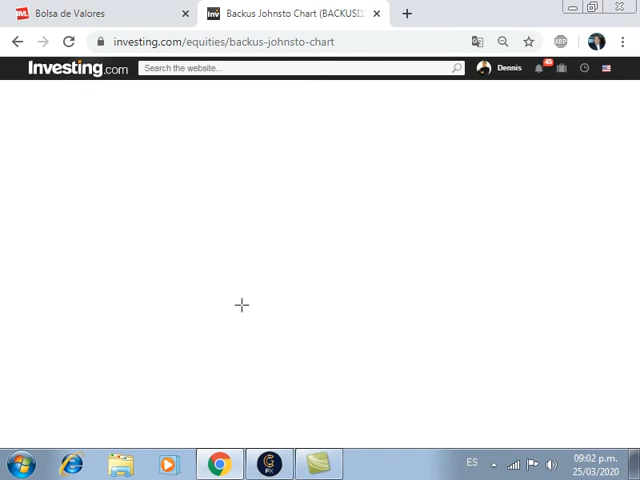 BVL Bolsa de Valores
Inv Backus Johnsto Chart (BACKUSI1
investing.com/equities/backus-johnsto-chart
ABP
Investing.com
Search the website...
Dennis
45
ES
09:02 p.m.
25/03/2020